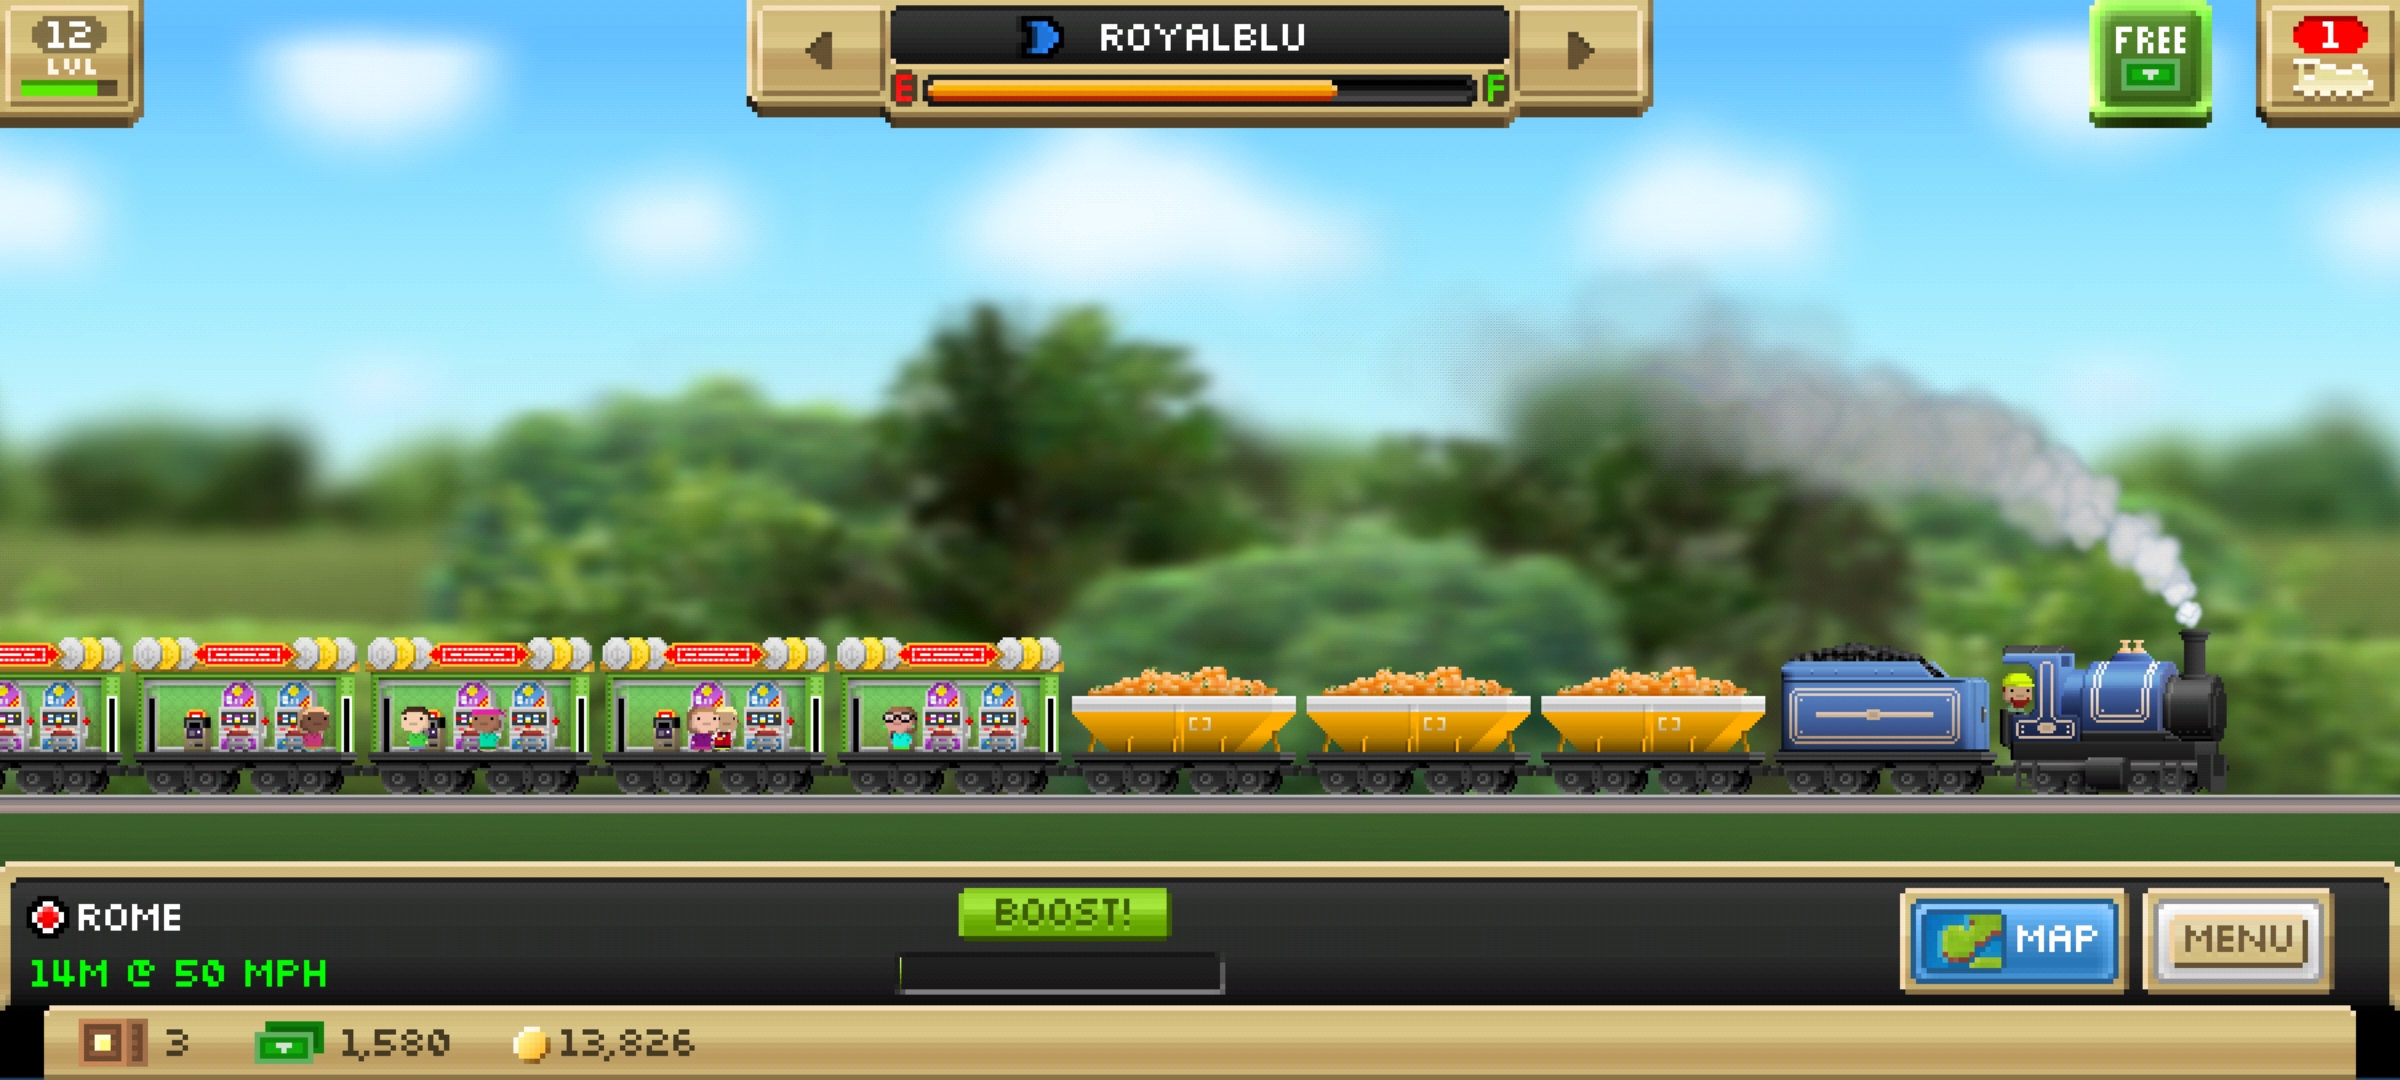 12
LVL
ROYALBLU
E F
FREE
1
ROME
14M @ 50 MPH
BOOST!
MAP
MENU
3
1,580
13,826